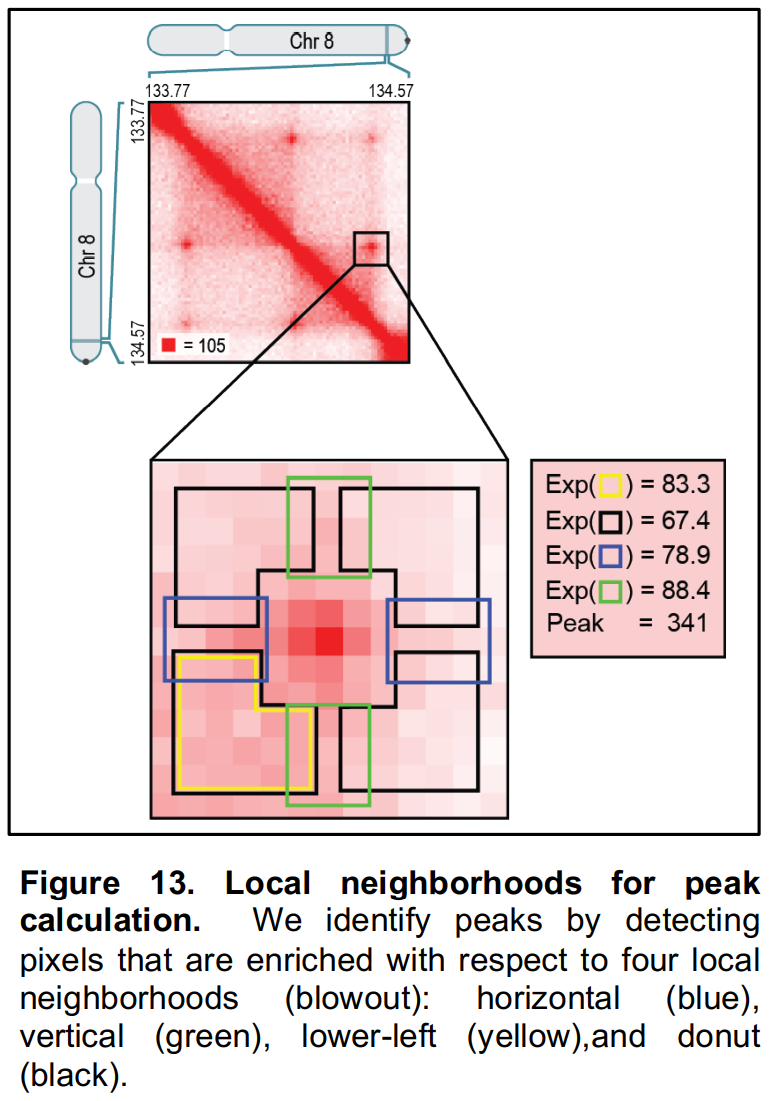 Chr 8
133.77 134.57
133.77
Chr 8
134.57
= 105
Exp( ) = 83.3
Exp( ) = 67.4
Exp( ) = 78.9
Exp( ) = 88.4
Peak = 341
Figure 13. Local neighborhoods for peak
calculation. We identify peaks by detecting
pixels that are enriched with respect to four local
neighborhoods (blowout): horizontal (blue),
vertical (green), lower-left (yellow),and donut
(black).